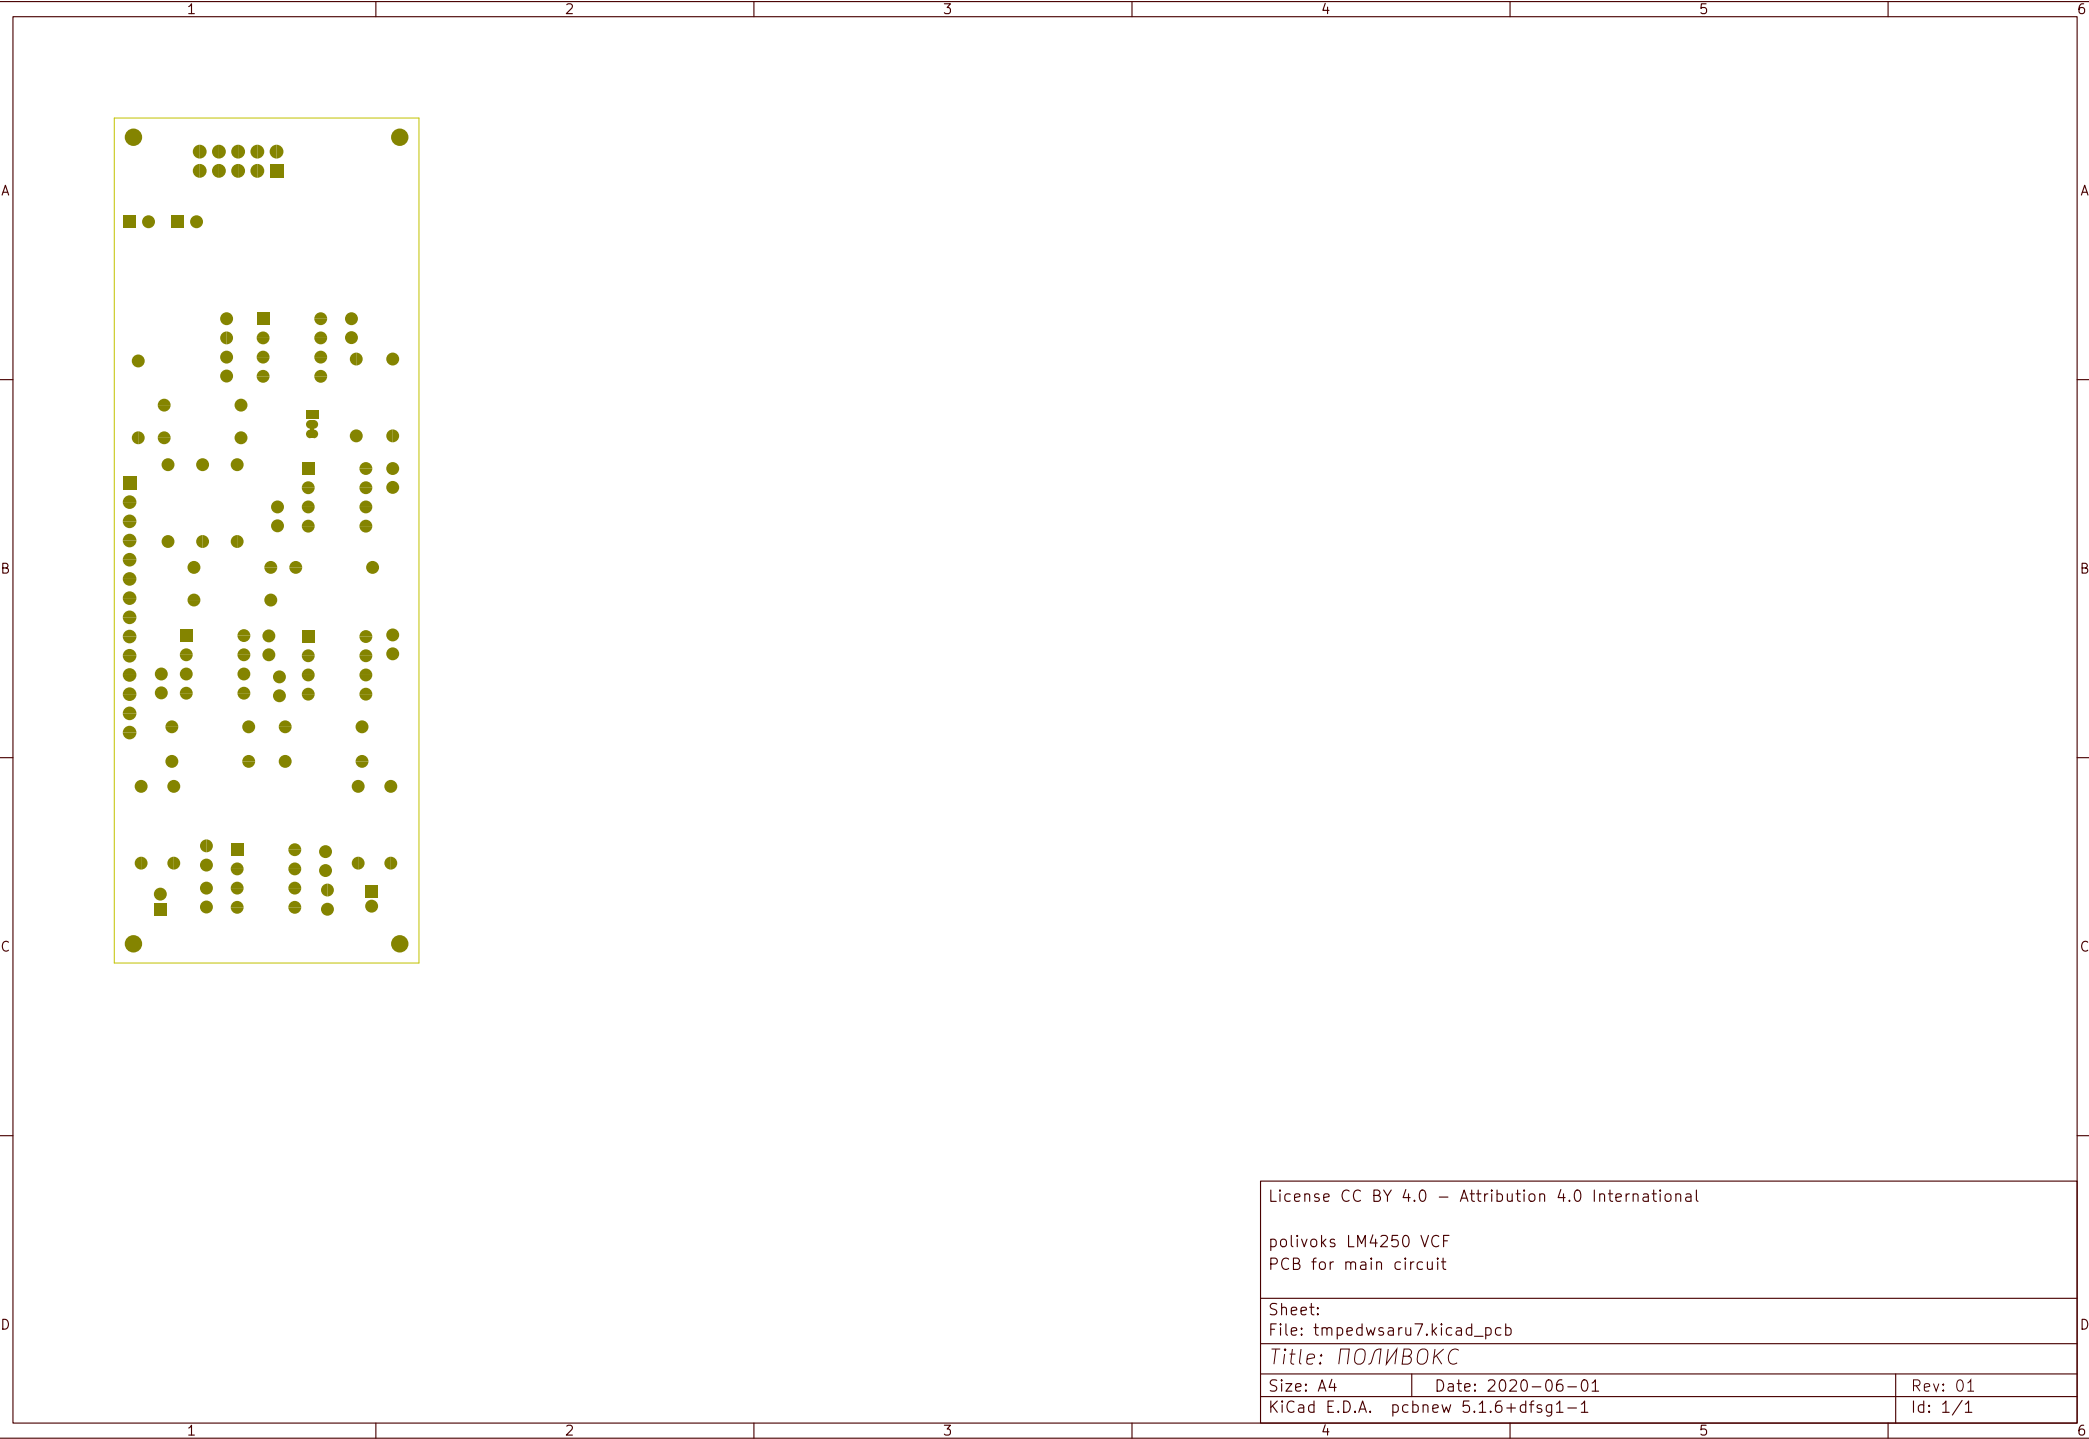 1 2 3 4 5 6
A A
B B
C C
D D
License CC BY 4.0 – Attribution 4.0 International
polivoks LM4250 VCF
PCB for main circuit
Sheet:
File: tmpedwsaru7.kicad_pcb
Title: ПОЛИВОКС
Size: A4 Date: 2020-06-01 Rev: 01
KiCad E.D.A. pcbnew 5.1.6+dfsg1-1 Id: 1/1
1 2 3 4 5 6